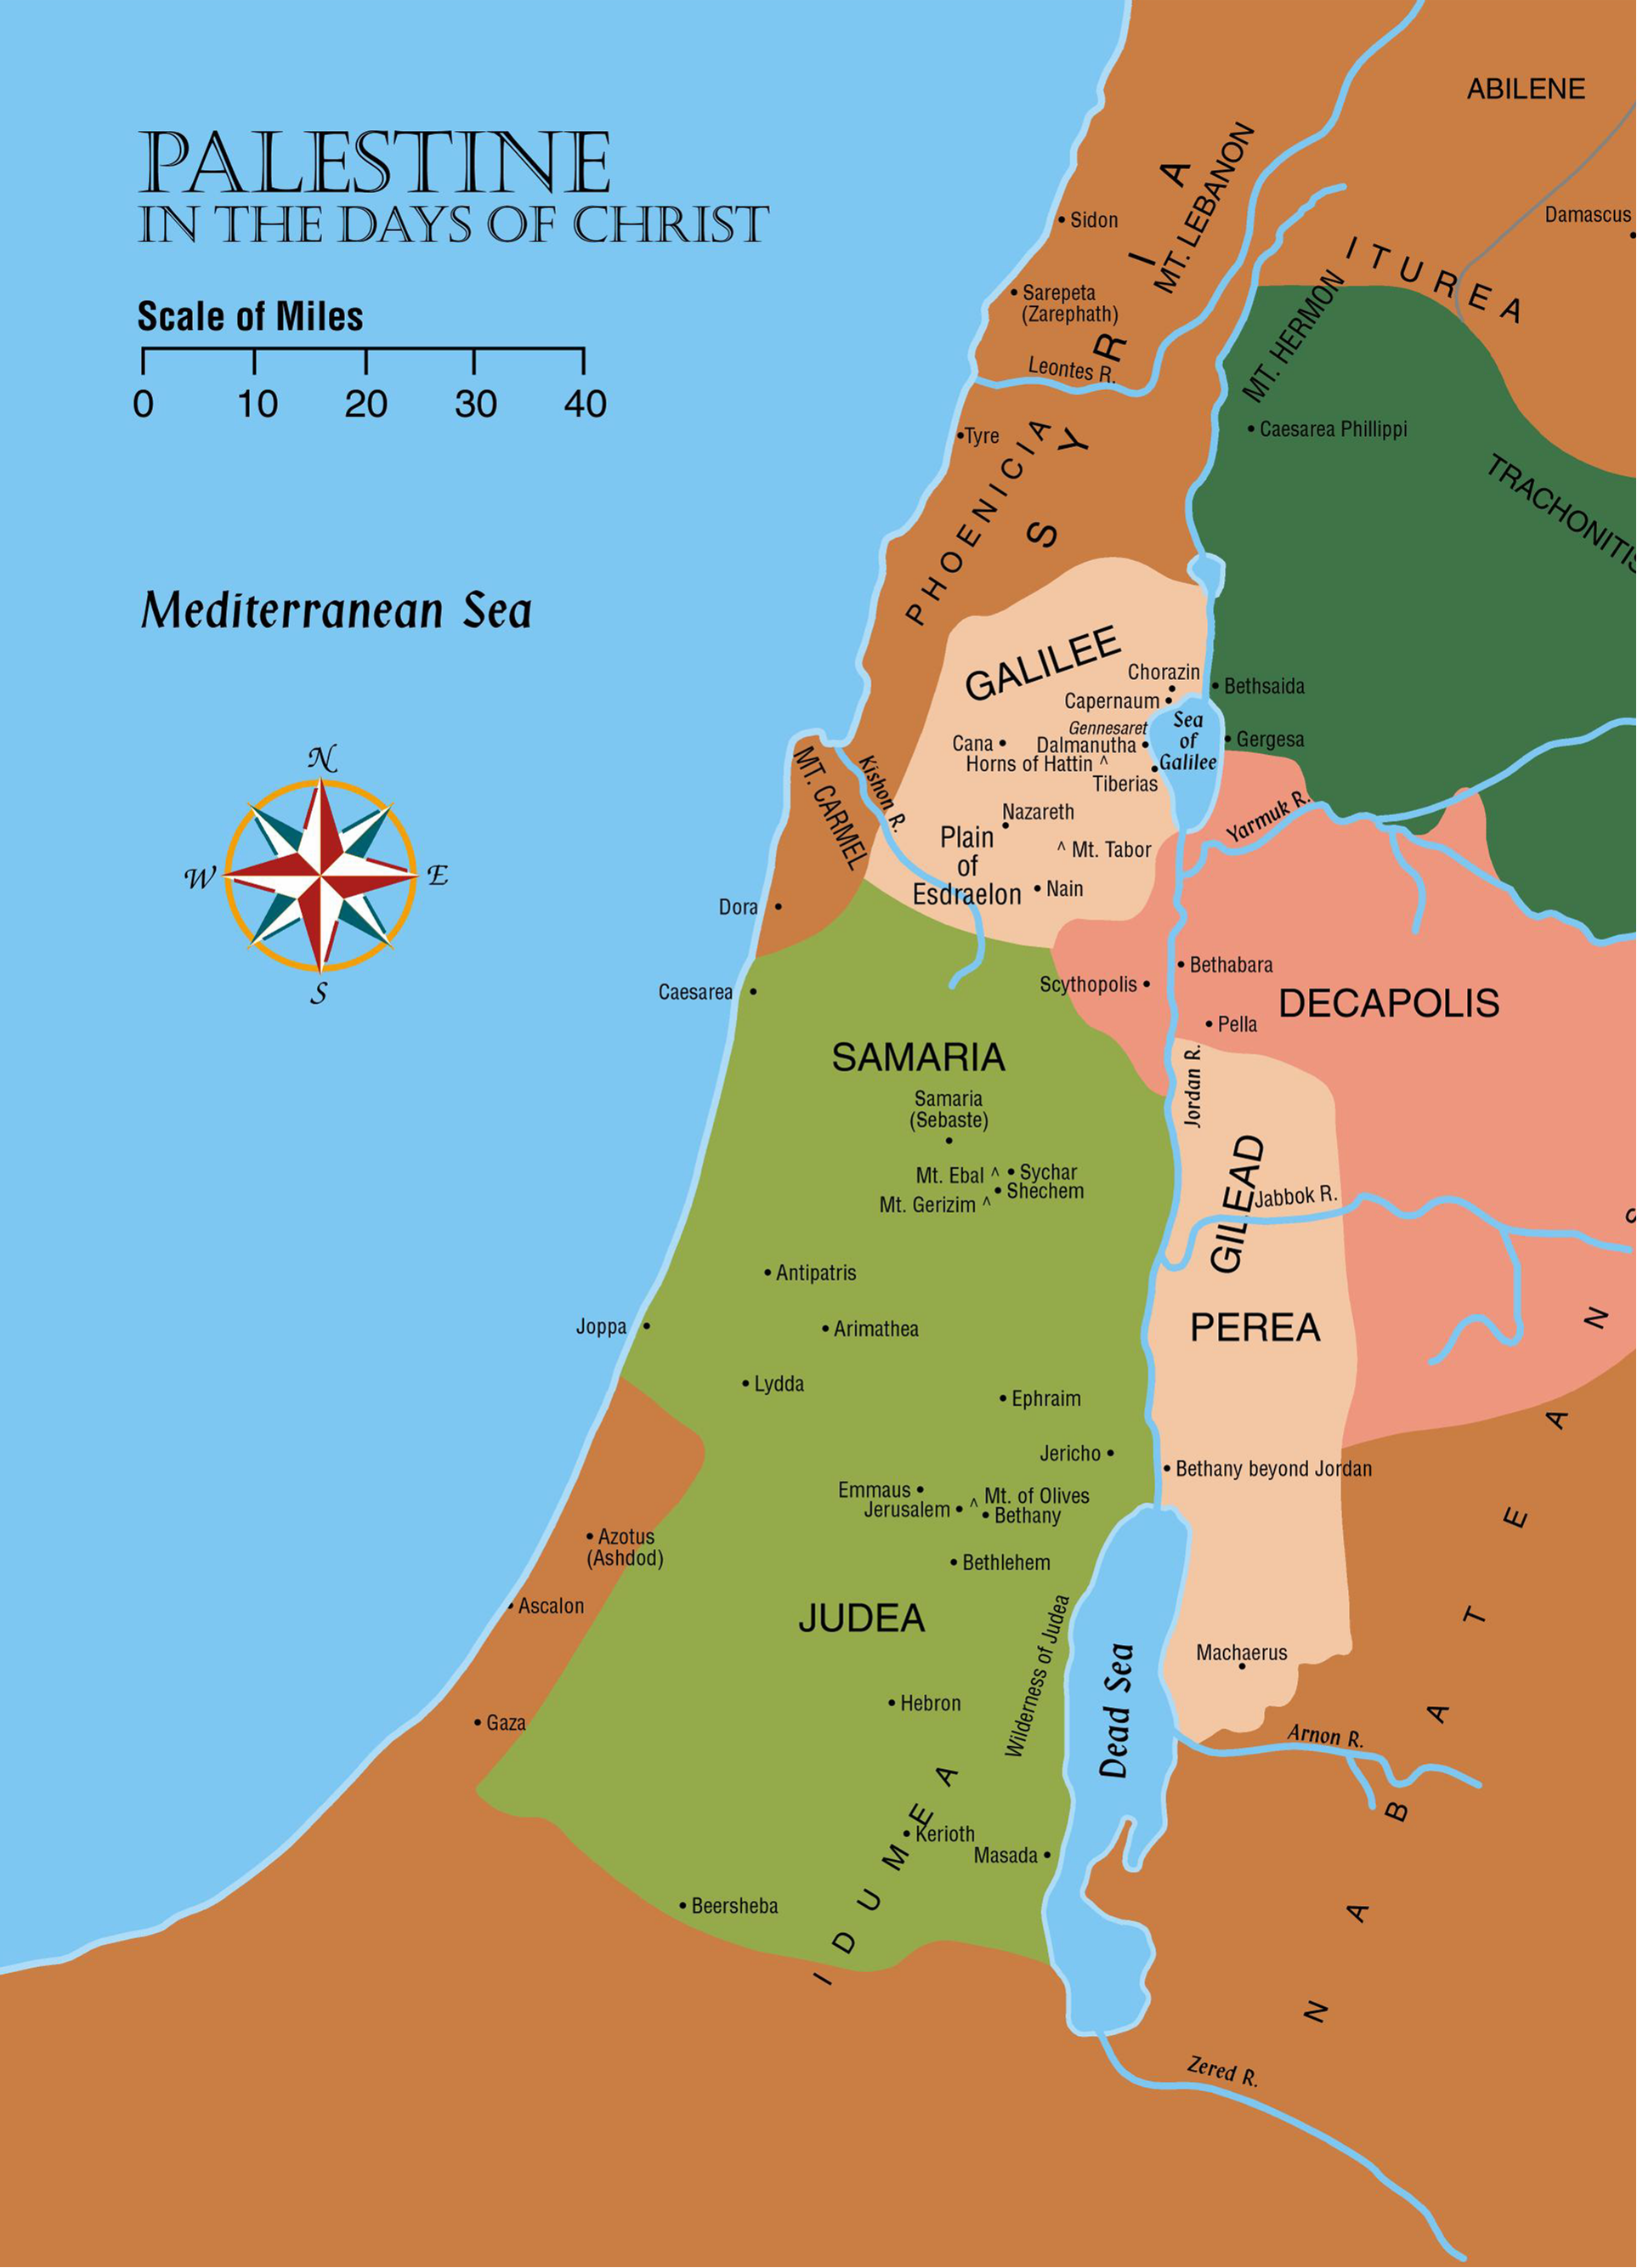 PALESTINE
IN THE DAYS OF CHRIST
Scale of Miles
0 10 20 30 40
Mediterranean Sea
N
W
E
S
ABILENE
Damascus
ITUREA
MT. LEBANON
SYRIA
Sidon
Sarepeta
(Zarephath)
Leontes R.
MT. HERMON
Caesarea Phillippi
Tyre
PHOENICIA
TRACHONITIS
GALILEE
Chorazin
Capernaum
Bethsaida
Gennesaret
Sea
of
Galilee
Cana
Dalmanutha
Gergesa
Horns of Hattin ^
Tiberias
MT. CARMEL
Kishon R.
Nazareth
Yarmuk R.
Plain
of
Esdraelon
^ Mt. Tabor
Nain
Dora
Bethabara
Scythopolis
Caesarea
DECAPOLIS
Pella
SAMARIA
Jordan R.
Samaria
(Sebaste)
Mt. Ebal ^
Sychar
Shechem
Mt. Gerizim ^
GILEAD
Jabbok R.
Antipatris
Joppa
Arimathea
PEREA
Lydda
Ephraim
Jericho
Bethany beyond Jordan
Emmaus
^ Mt. of Olives
Jerusalem
Bethany
Azotus
(Ashdod)
Bethlehem
Ascalon
JUDEA
Wilderness of Judea
Dead Sea
Machaerus
Hebron
Gaza
Arnon R.
IDUMEA
Kerioth
Masada
Beersheba
NABATEANS
Zered R.